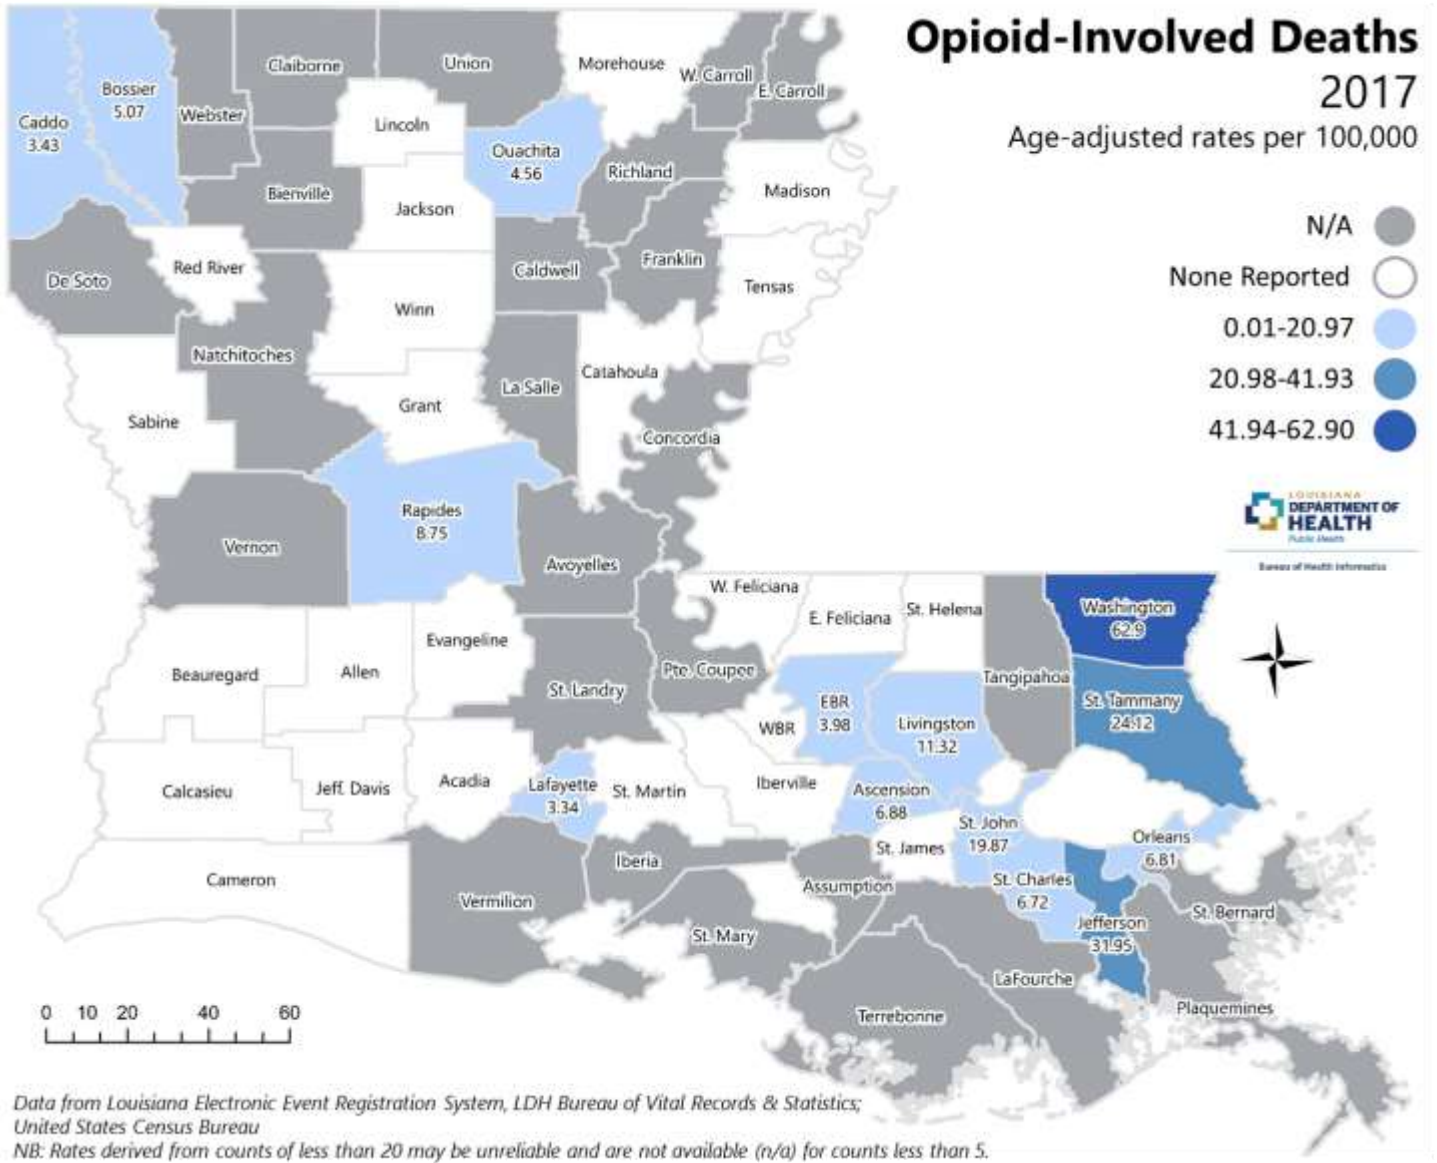 Opioid-Involved Deaths
2017
Age-adjusted rates per 100,000
N/A
None Reported
0.01-20.97
20.98-41.93
41.94-62.90
LOUISIANA
DEPARTMENT OF
HEALTH
Public Health
Bureau of Health Informatics
Caddo
3.43
Bossier
5.07
Webster
Claiborne
Union
Morehouse
W. Carroll
E. Carroll
Lincoln
Ouachita
4.56
Richland
Madison
Bienville
Jackson
De Soto
Red River
Caldwell
Franklin
Tensas
Winn
Natchitoches
La Salle
Catahoula
Sabine
Grant
Concordia
Vernon
Rapides
8.75
Avoyelles
W. Feliciana
E. Feliciana
St. Helena
Washington
62.9
Beauregard
Allen
Evangeline
St. Landry
Pte. Coupee
Tangipahoa
St. Tammany
24.12
WBR
EBR
3.98
Livingston
11.32
Calcasieu
Jeff. Davis
Acadia
Lafayette
3.34
St. Martin
Iberville
Ascension
6.88
St. John
19.87
Orleans
6.81
St. James
Cameron
Vermilion
Iberia
Assumption
St. Charles
6.72
Jefferson
31.95
St. Bernard
St. Mary
LaFourche
Terrebonne
Plaquemines
0 10 20 40 60
Data from Louisiana Electronic Event Registration System, LDH Bureau of Vital Records & Statistics;
United States Census Bureau
NB: Rates derived from counts of less than 20 may be unreliable and are not available (n/a) for counts less than 5.